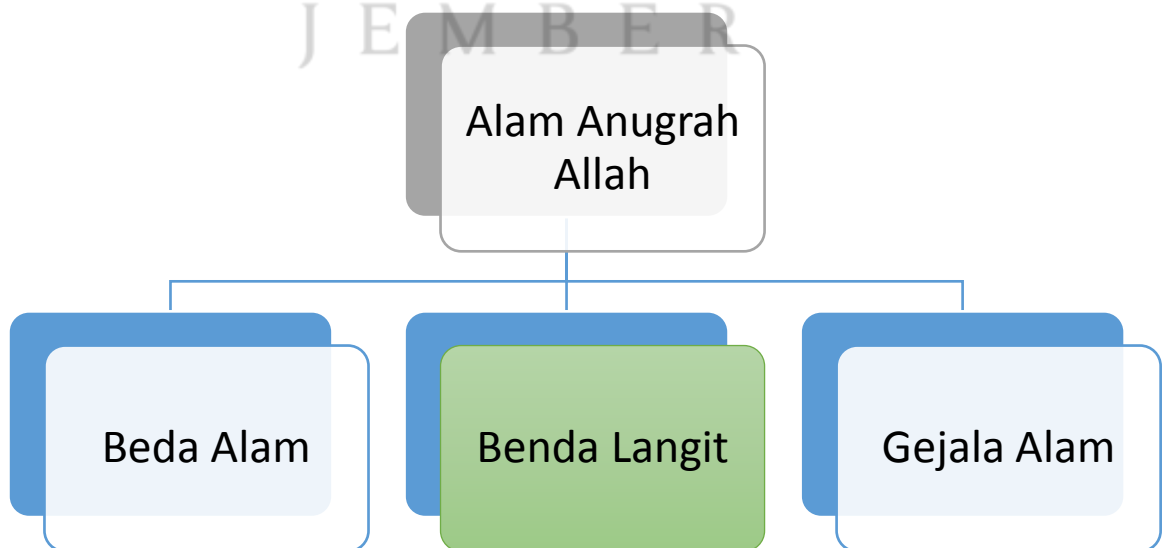 J E M B E R
Alam Anugrah
Allah
Beda Alam
Benda Langit
Gejala Alam